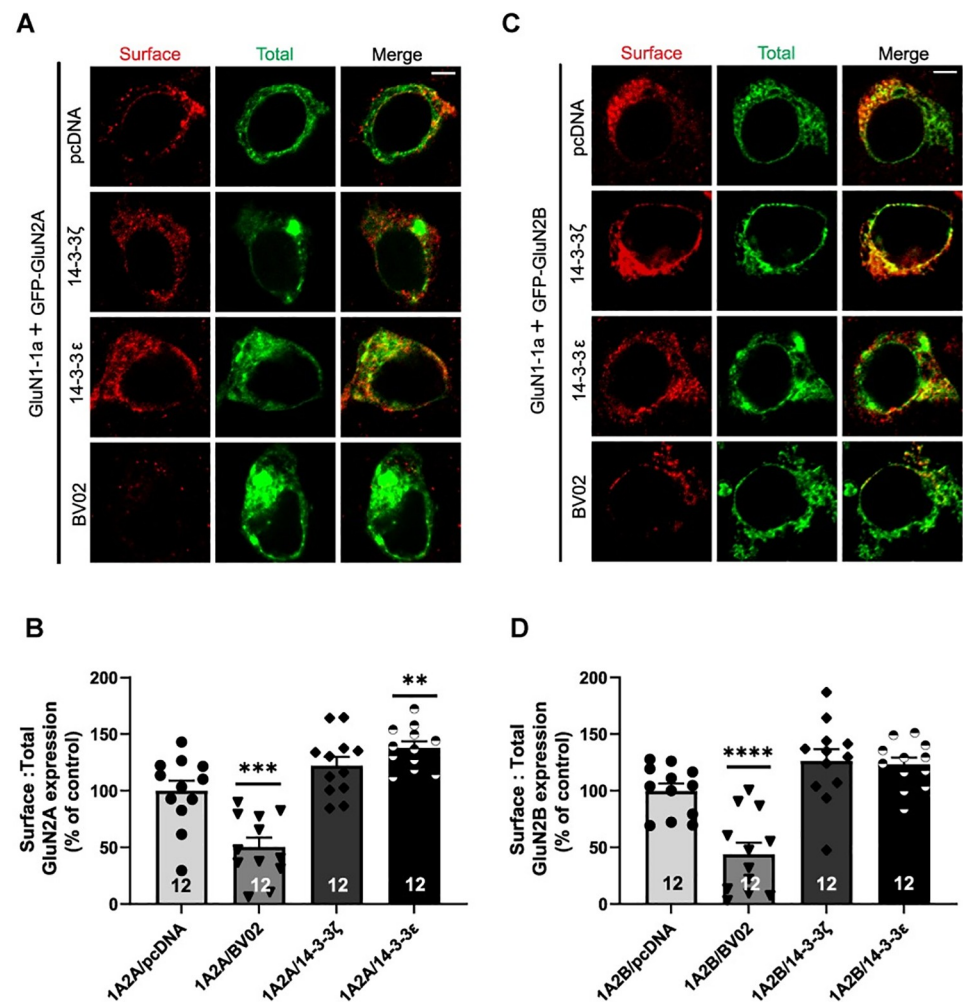 A
Surface Total Merge
GluN1-1a + GFP-GluN2A
pcDNA
14-3-3ζ
14-3-3ε
BV02
C
Surface Total Merge
GluN1-1a + GFP-GluN2B
pcDNA
14-3-3ζ
14-3-3ε
BV02
B
Surface :Total
GluN2A expression
(% of control)
200
150
100
50
0
***
**
12 12 12 12
1A2A/pcDNA
1A2A/BV02
1A2A/14-3-3ζ
1A2A/14-3-3ε
D
Surface : Total
GluN2B expression
(% of control)
200
150
100
50
0
****
12 12 12 12
1A2B/pcDNA
1A2B/BV02
1A2B/14-3-3ζ
1A2B/14-3-3ε